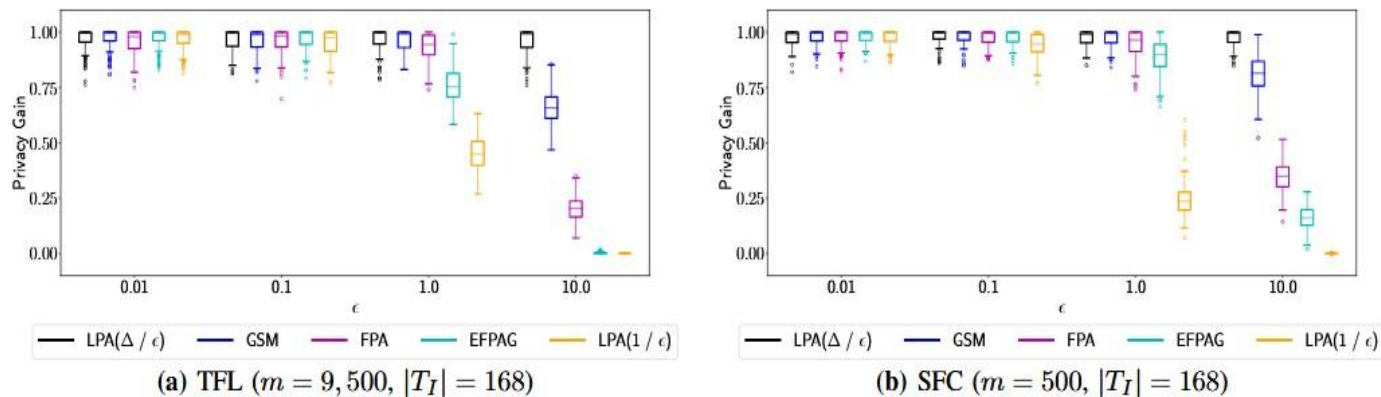 1.00
0.75
0.50
0.25
0.00
Privacy Gain
0.01 0.1 1.0 10.0
ϵ
LPA(Δ / ϵ) GSM FPA EFPAG LPA(1 / ϵ)
(a) TFL (m = 9, 500, |T_I| = 168)
1.00
0.75
0.50
0.25
0.00
Privacy Gain
0.01 0.1 1.0 10.0
ϵ
LPA(Δ / ϵ) GSM FPA EFPAG LPA(1 / ϵ)
(b) SFC (m = 500, |T_I| = 168)